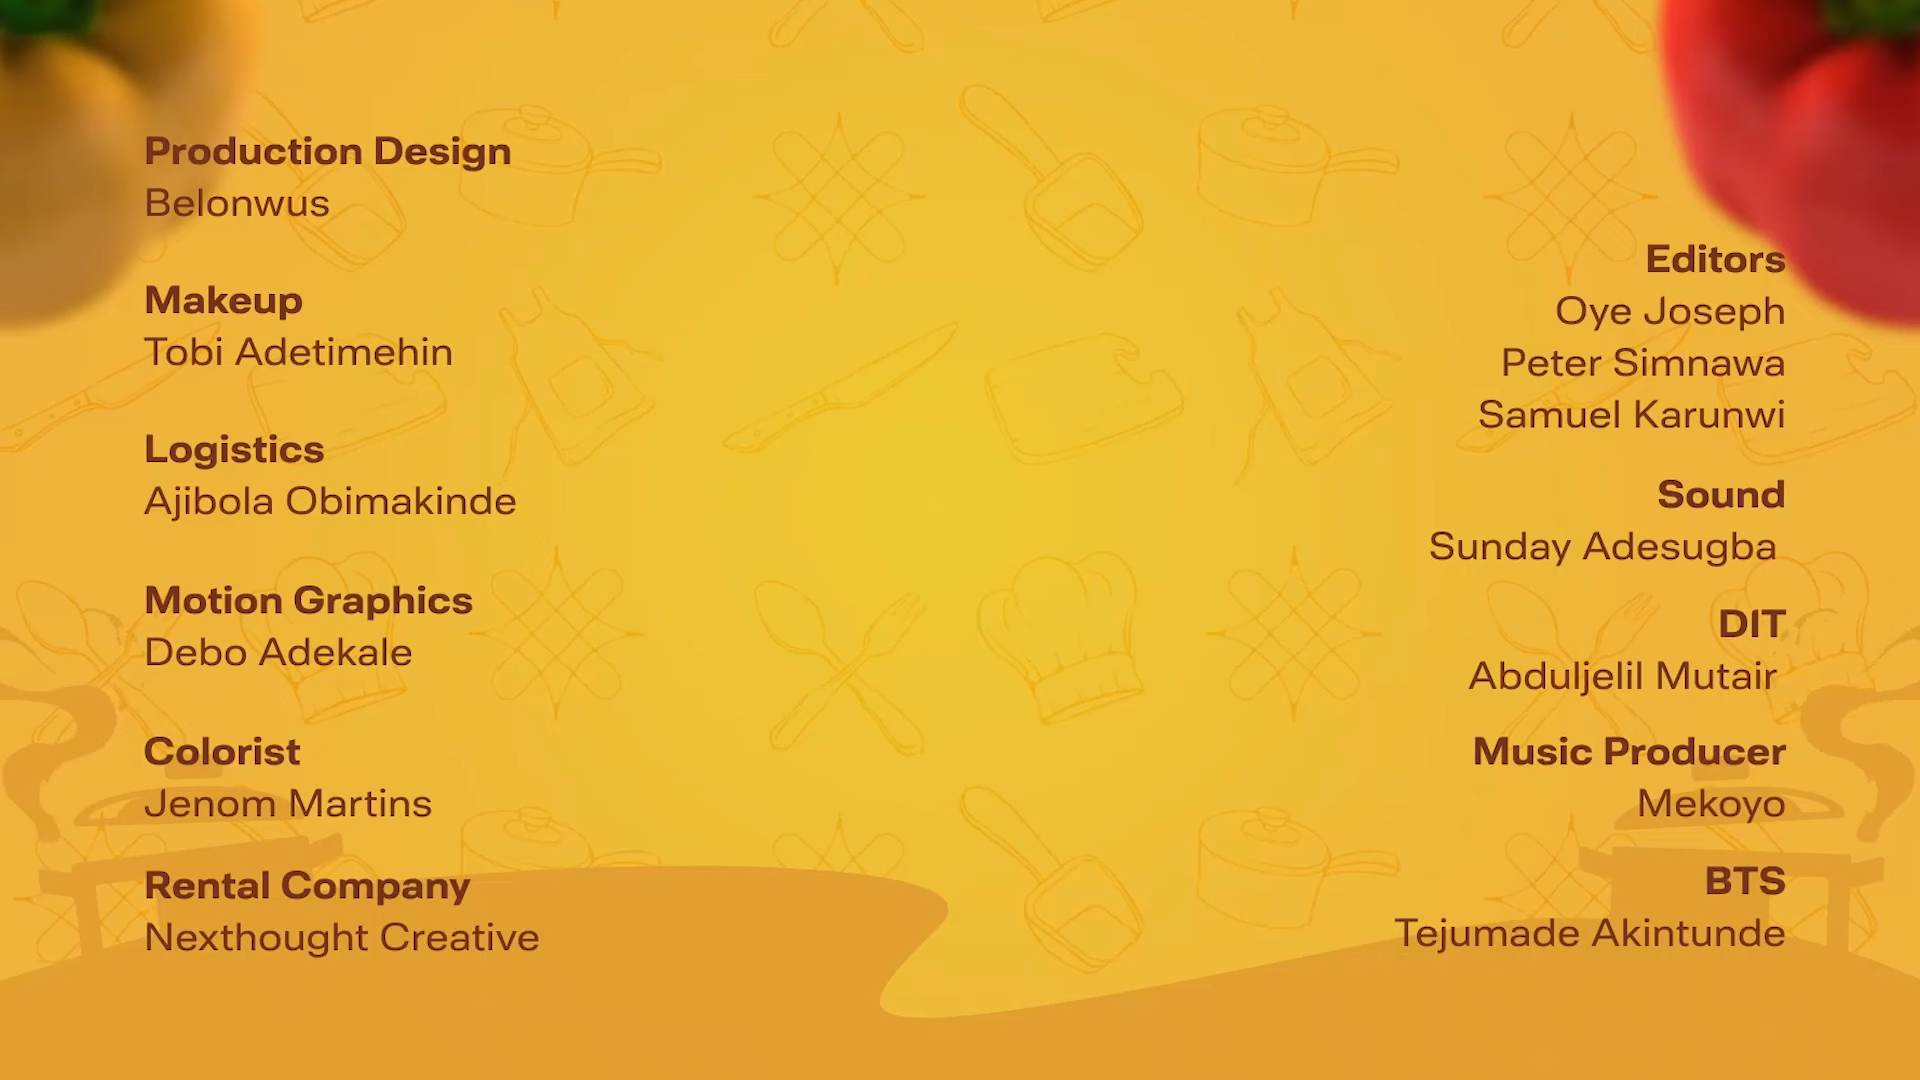 Production Design
Belonwus
Makeup
Tobi Adetimehin
Logistics
Ajibola Obimakinde
Motion Graphics
Debo Adekale
Colorist
Jenom Martins
Rental Company
Nexthought Creative
Editors
Oye Joseph
Peter Simnawa
Samuel Karunwi
Sound
Sunday Adesugba
DIT
Abduljelil Mutair
Music Producer
Mekoyo
BTS
Tejumade Akintunde